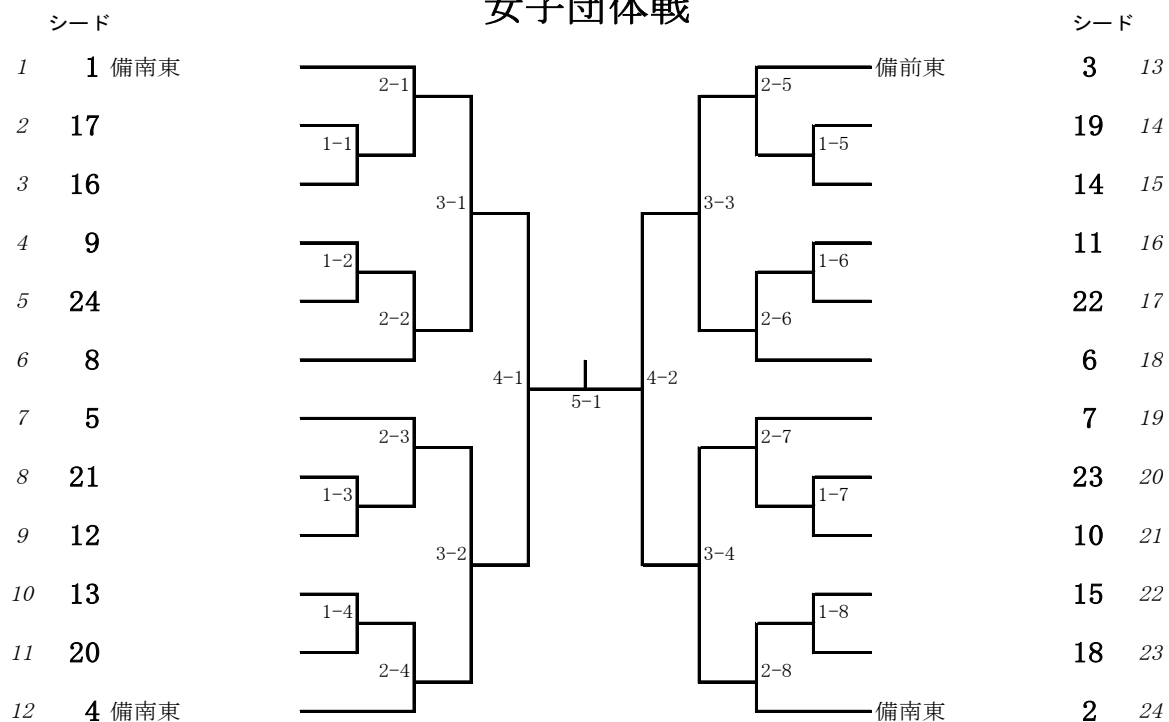 女子団体戦
シード シード
1 1 備南東 2-1 2-5 備前東 3 13
2 17 1-1 1-5 19 14
3 16 14 15
3-1 3-3
4 9 1-2 1-6 11 16
5 24 2-2 2-6 22 17
6 8 6 18
4-1 4-2
5-1
7 5 2-3 2-7 7 19
8 21 1-3 1-7 23 20
9 12 10 21
3-2 3-4
10 13 1-4 1-8 15 22
11 20 2-4 2-8 18 23
12 4 備南東 備南東 2 24